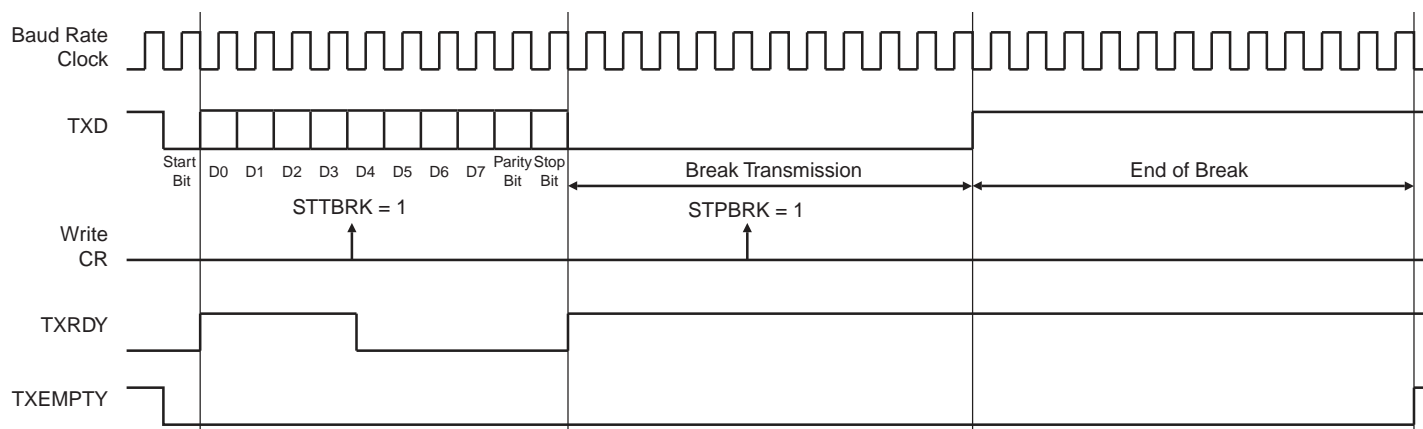 Baud Rate
Clock
TXD
Start
Bit
D0 D1 D2 D3 D4 D5 D6 D7
Parity
Bit
Stop
Bit
Break Transmission
End of Break
STTBRK = 1
STPBRK = 1
Write
CR
TXRDY
TXEMPTY